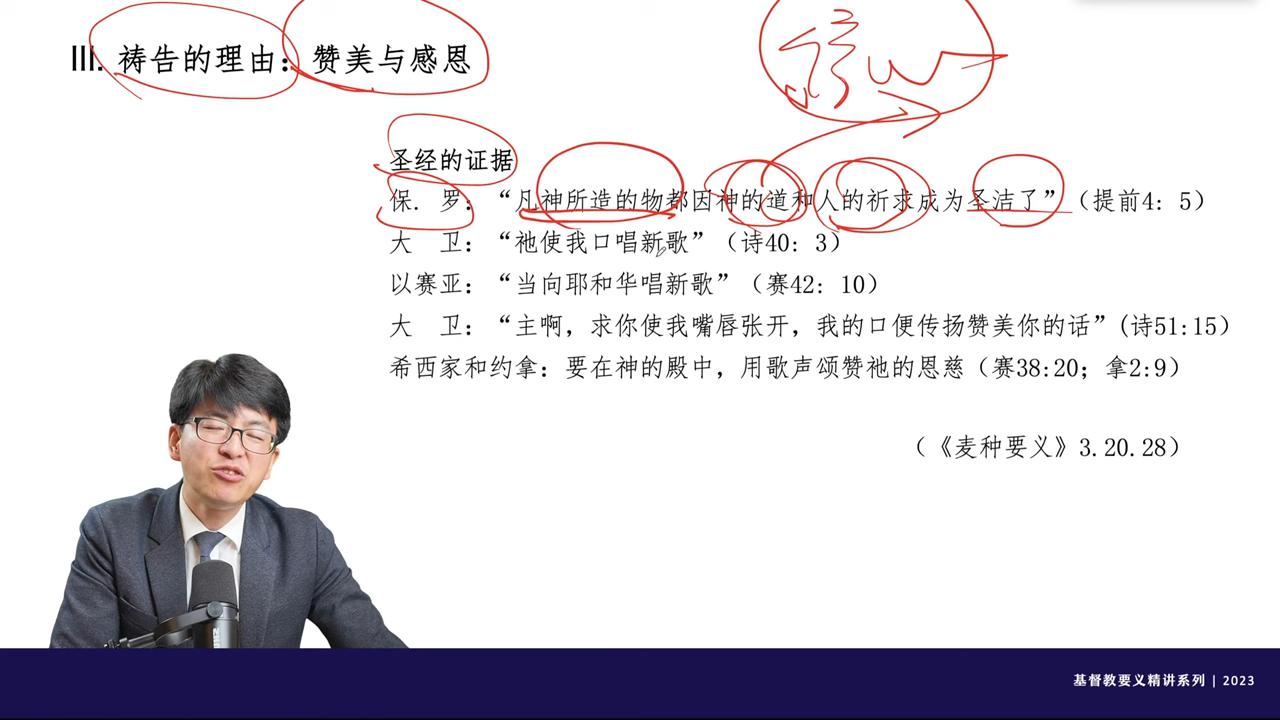 III. 祷告的理由：赞美与感恩
圣经的证据
保. 罗：“凡神所造的物都因神的道和人的祈求成为圣洁了”（提前4: 5）
大 卫：“祂使我口唱新歌”（诗40: 3）
以赛亚：“当向耶和华唱新歌”（赛42: 10）
大 卫：“主啊，求你使我嘴唇张开，我的口便传扬赞美你的话”(诗51:15）
希西家和约拿：要在神的殿中，用歌声颂赞祂的恩慈（赛38:20；拿2:9）
（《麦种要义》3.20.28）
基督教要义精讲系列 | 2023